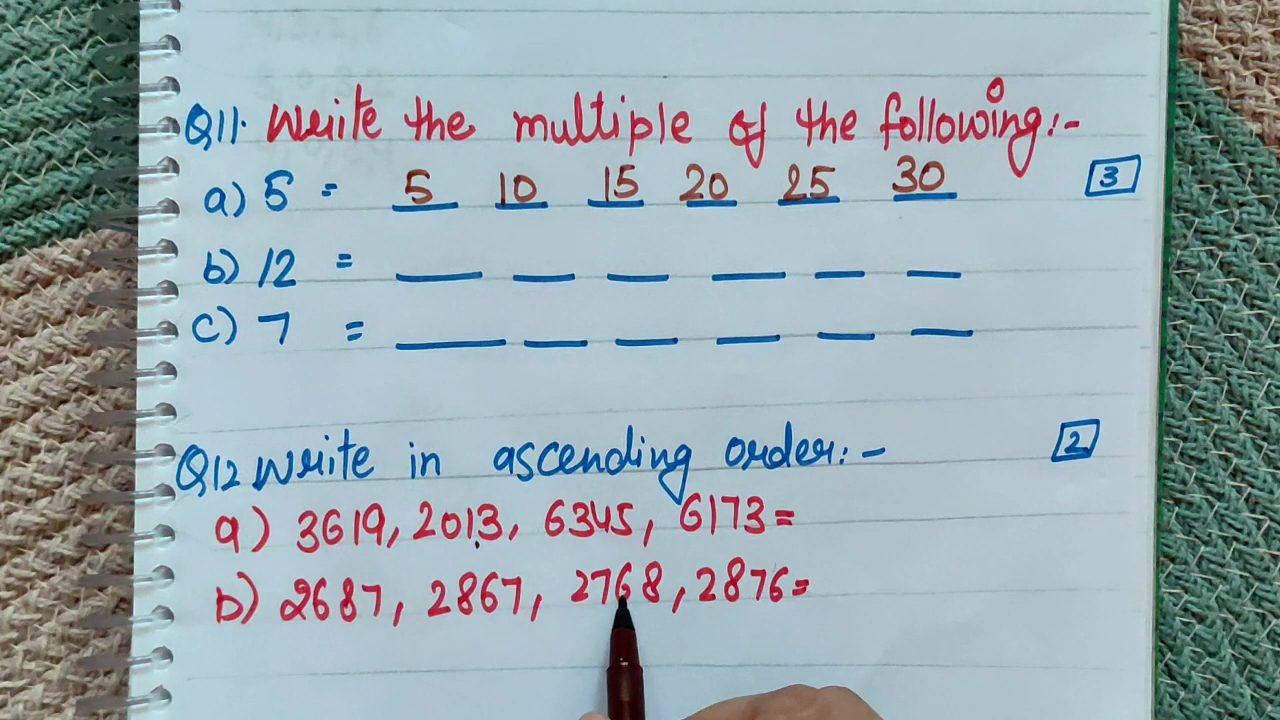 Q11. Write the multiple of the following:-
a) 5 = 5 10 15 20 25 30 3
b) 12 =
c) 7 =
Q12 Write in ascending order:- 2
a) 3619, 2013, 6345, 6173=
b) 2687, 2867, 2768, 2876=